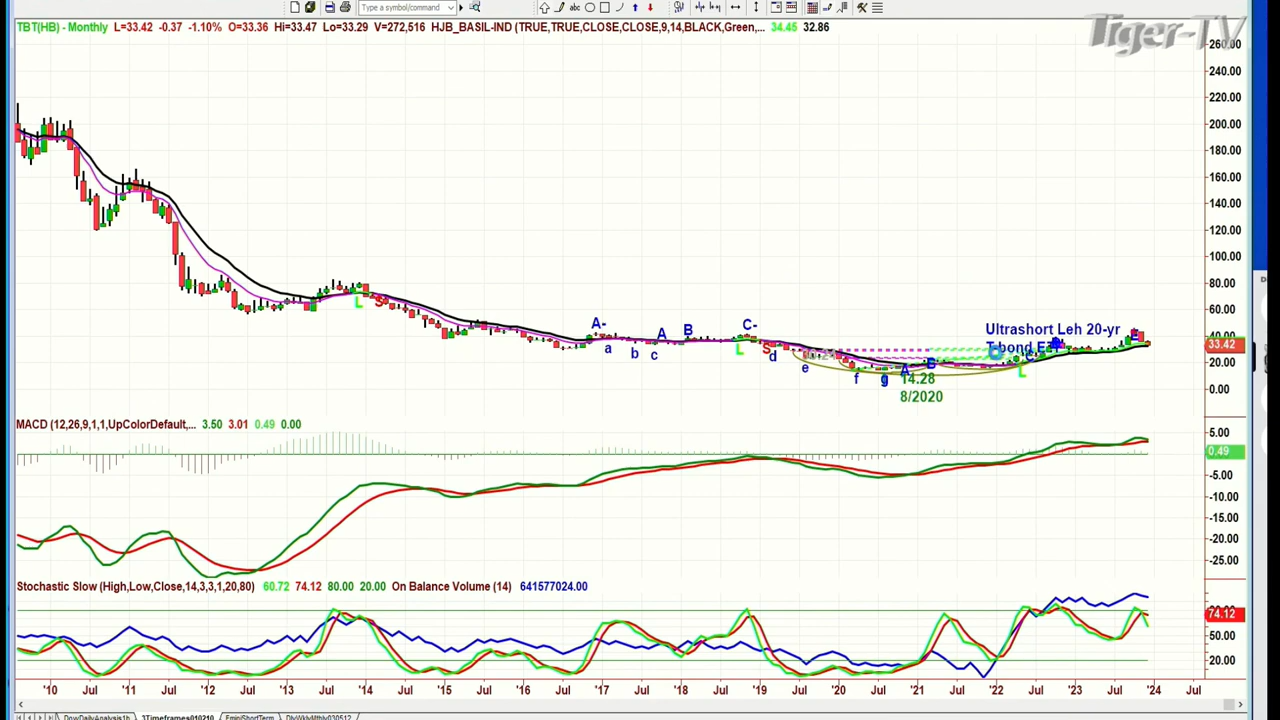 Type a symbol/command
Tiger-TV
TBT(HB) - Monthly L=33.42 -0.37 -1.10% O=33.36 Hi=33.47 Lo=33.29 V=272,516 HJB_BASIL-IND (TRUE,TRUE,CLOSE,CLOSE,9,14,BLACK,Green,... 34.45 32.86
260.00
240.00
220.00
200.00
180.00
160.00
140.00
120.00
100.00
80.00
60.00
40.00
33.42
20.00
0.00
L S A- a b c A B C- L S d e f g A B C L B E
Ultrashort Leh 20-yr
T-bond ETF
14.28
8/2020
MACD (12,26,9,1,1,UpColorDefault,... 3.50 3.01 0.49 0.00
5.00
0.49
-5.00
-10.00
-15.00
-20.00
-25.00
Stochastic Slow (High,Low,Close,14,3,3,1,20,80) 60.72 74.12 80.00 20.00 On Balance Volume (14) 641577024.00
74.12
50.00
20.00
'10 Jul '11 Jul '12 Jul '13 Jul '14 Jul '15 Jul '16 Jul '17 Jul '18 Jul '19 Jul '20 Jul '21 Jul '22 Jul '23 Jul '24 Jul
DowDailyAnalysis1h 3Timeframes010210 EminiShortTerm DlyWklyMthly030512